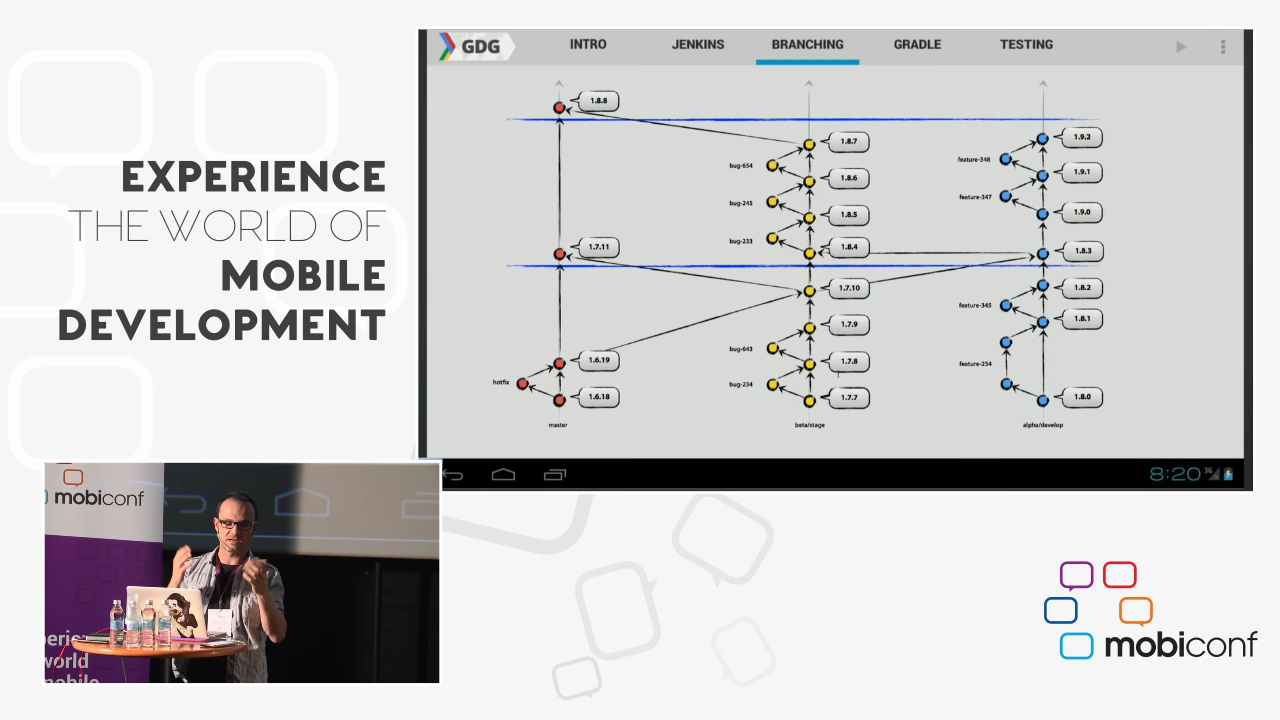 EXPERIENCE
THE WORLD OF
MOBILE
DEVELOPMENT
GDG
INTRO
JENKINS
BRANCHING
GRADLE
TESTING
1.8.8
1.8.7
1.9.2
bug-654
feature-348
1.8.6
1.9.1
bug-245
feature-347
1.8.5
1.9.0
bug-233
1.7.11
1.8.4
1.8.3
1.7.10
1.8.2
feature-345
1.7.9
1.8.1
bug-643
feature-254
1.6.19
1.7.8
hotfix
bug-234
1.6.18
1.7.7
1.8.0
master
beta/stage
alpha/develop
8:20
3G
mobiconf
world
mobiconf